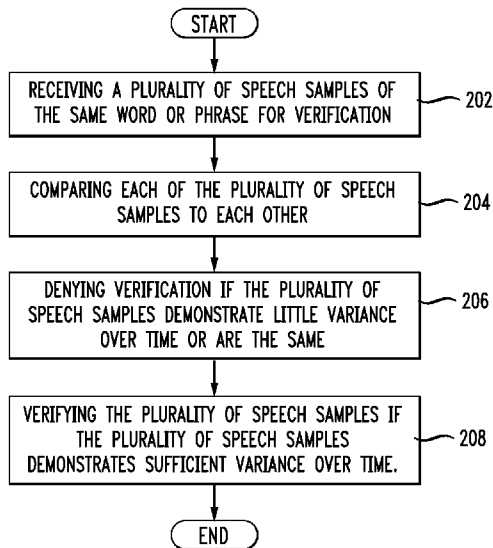 START
RECEIVING A PLURALITY OF SPEECH SAMPLES OF
THE SAME WORD OR PHRASE FOR VERIFICATION
202
COMPARING EACH OF THE PLURALITY OF SPEECH
SAMPLES TO EACH OTHER
204
DENYING VERIFICATION IF THE PLURALITY OF
SPEECH SAMPLES DEMONSTRATE LITTLE VARIANCE
OVER TIME OR ARE THE SAME
206
VERIFYING THE PLURALITY OF SPEECH SAMPLES IF
THE PLURALITY OF SPEECH SAMPLES
DEMONSTRATES SUFFICIENT VARIANCE OVER TIME.
208
END